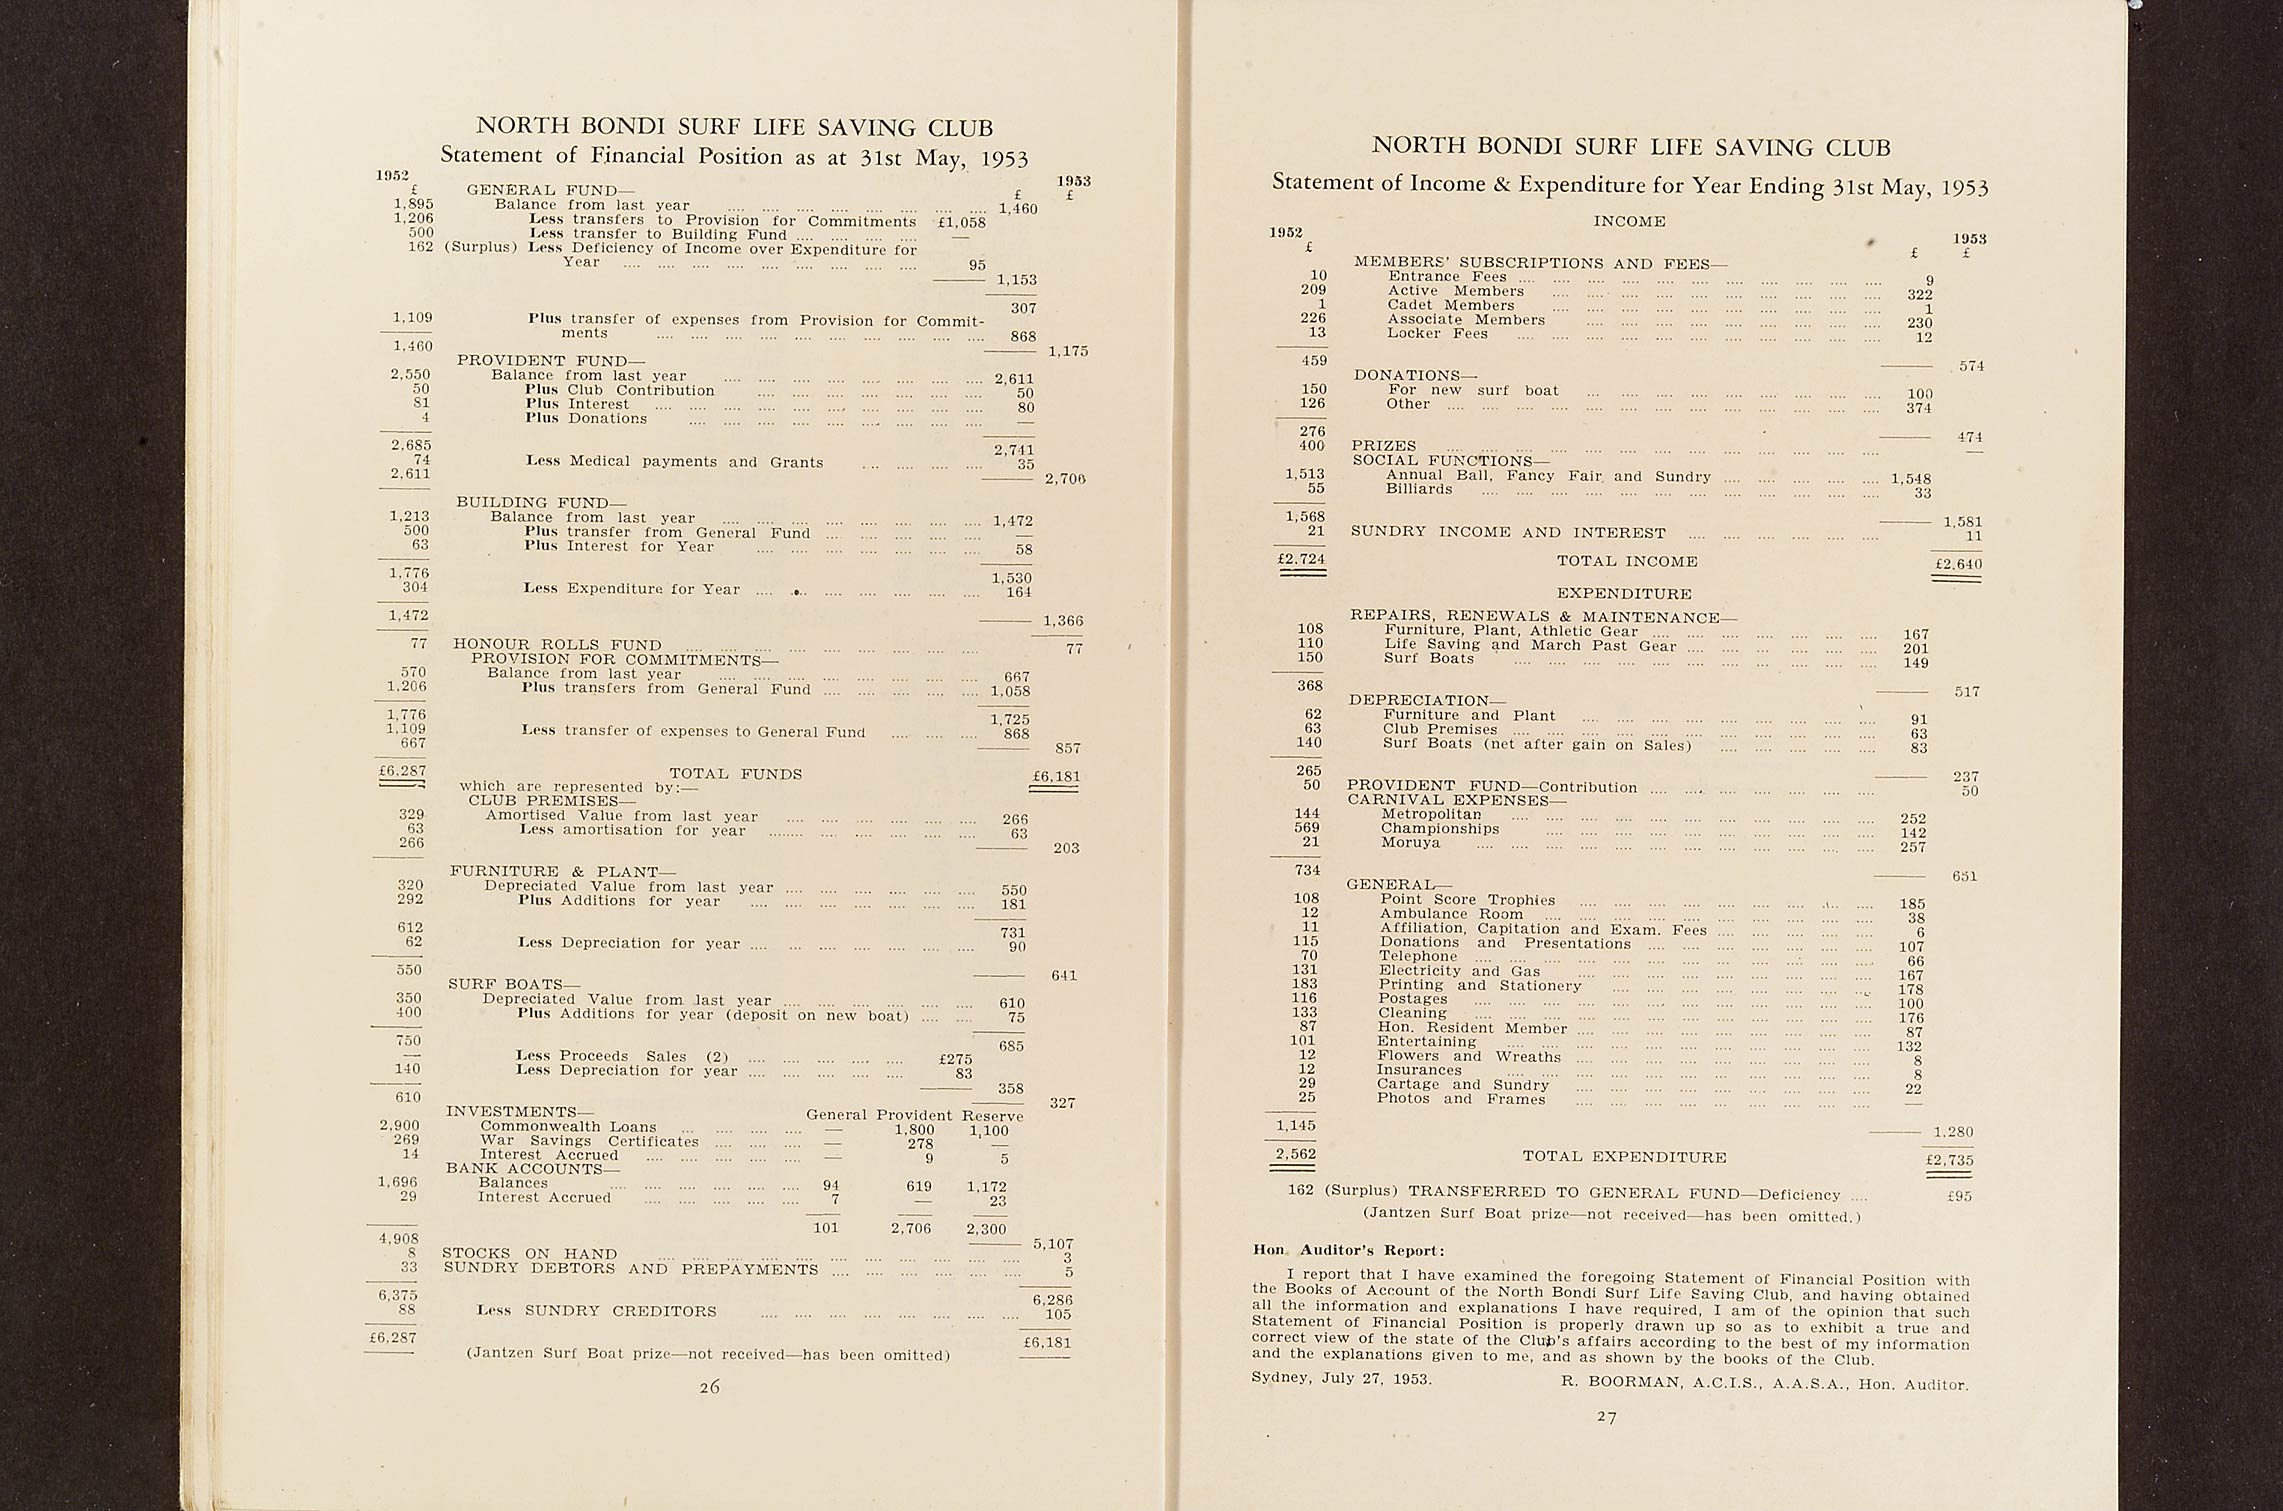 NORTH BONDI SURF LIFE SAVING CLUB
Statement of Financial Position as at 31st May, 1953
1952 1953
£ GENERAL FUND— £ £
1,895 Balance from last year .... .... .... .... .... .... .... .... 1,460
1,206 Less transfers to Provision for Commitments £1,058
500 Less transfer to Building Fund .... .... .... .... —
162 (Surplus) Less Deficiency of Income over Expenditure for
Year .... .... .... .... .... .... .... .... .... 95
1,153
307
1,109 Plus transfer of expenses from Provision for Commit-
ments .... .... .... .... .... .... .... .... .... .... 868
1,460 1,175
PROVIDENT FUND—
2,550 Balance from last year .... .... .... .... .... .... .... .... 2,611
50 Plus Club Contribution .... .... .... .... .... .... .... 50
81 Plus Interest .... .... .... .... .... .... .... .... .... .... 80
4 Plus Donations .... .... .... .... .... .... .... .... .... —
2,685 2,741
74 Less Medical payments and Grants .... .... .... .... 35
2,611 2,706
BUILDING FUND—
1,213 Balance from last year .... .... .... .... .... .... .... .... 1,472
500 Plus transfer from General Fund .... .... .... .... .... —
63 Plus Interest for Year .... .... .... .... .... .... .... 58
1,776 1,530
304 Less Expenditure for Year .... .... .... .... .... .... .... 164
1,472 1,366
77 HONOUR ROLLS FUND .... .... .... .... .... .... .... .... .... 77
PROVISION FOR COMMITMENTS—
570 Balance from last year .... .... .... .... .... .... .... .... 667
1,206 Plus transfers from General Fund .... .... .... .... .... 1,058
1,776 1,725
1,109 Less transfer of expenses to General Fund .... .... .... 868
667 857
£6,287 TOTAL FUNDS £6,181
which are represented by:—
CLUB PREMISES—
329 Amortised Value from last year .... .... .... .... .... .... 266
63 Less amortisation for year .... .... .... .... .... .... 63
266 203
FURNITURE & PLANT—
320 Depreciated Value from last year .... .... .... .... .... .... 550
292 Plus Additions for year .... .... .... .... .... .... .... 181
612 731
62 Less Depreciation for year .... .... .... .... .... .... .... 90
550 641
SURF BOATS—
350 Depreciated Value from last year .... .... .... .... .... .... 610
400 Plus Additions for year (deposit on new boat) .... .... 75
750 685
— Less Proceeds Sales (2) .... .... .... .... .... £275
140 Less Depreciation for year .... .... .... .... .... 83
358
610 327
INVESTMENTS— General Provident Reserve
2,900 Commonwealth Loans .... .... .... .... — 1,800 1,100
269 War Savings Certificates .... .... .... — 278 —
14 Interest Accrued .... .... .... .... .... — 9 5
BANK ACCOUNTS—
1,696 Balances .... .... .... .... .... .... 94 619 1,172
29 Interest Accrued .... .... .... .... .... 7 — 23
101 2,706 2,300
4,908 5,107
8 STOCKS ON HAND .... .... .... .... .... .... .... .... .... .... .... 3
33 SUNDRY DEBTORS AND PREPAYMENTS .... .... .... .... .... .... 5
6,375 6,286
88 Less SUNDRY CREDITORS .... .... .... .... .... .... .... .... 105
£6,287 £6,181
(Jantzen Surf Boat prize—not received—has been omitted)
26
NORTH BONDI SURF LIFE SAVING CLUB
Statement of Income & Expenditure for Year Ending 31st May, 1953
INCOME
1952 1953
£ £ £
MEMBERS' SUBSCRIPTIONS AND FEES—
10 Entrance Fees .... .... .... .... .... .... .... .... .... .... .... 9
209 Active Members .... .... .... .... .... .... .... .... .... .... 322
1 Cadet Members .... .... .... .... .... .... .... .... .... .... 1
226 Associate Members .... .... .... .... .... .... .... .... .... 230
13 Locker Fees .... .... .... .... .... .... .... .... .... .... .... 12
459 574
DONATIONS—
150 For new surf boat .... .... .... .... .... .... .... .... .... 100
126 Other .... .... .... .... .... .... .... .... .... .... .... .... .... 374
276 474
400 PRIZES .... .... .... .... .... .... .... .... .... .... .... .... .... —
SOCIAL FUNCTIONS—
1,513 Annual Ball, Fancy Fair and Sundry .... .... .... .... .... 1,548
55 Billiards .... .... .... .... .... .... .... .... .... .... .... .... 33
1,568 1,581
21 SUNDRY INCOME AND INTEREST .... .... .... .... .... .... 11
£2,724 TOTAL INCOME £2,640
EXPENDITURE
REPAIRS, RENEWALS & MAINTENANCE—
108 Furniture, Plant, Athletic Gear .... .... .... .... .... .... .... 167
110 Life Saving and March Past Gear .... .... .... .... .... .... 201
150 Surf Boats .... .... .... .... .... .... .... .... .... .... .... 149
368 517
DEPRECIATION—
62 Furniture and Plant .... .... .... .... .... .... .... .... .... 91
63 Club Premises .... .... .... .... .... .... .... .... .... .... .... 63
140 Surf Boats (net after gain on Sales) .... .... .... .... .... 83
265 237
50 PROVIDENT FUND—Contribution .... .... .... .... .... .... .... 50
CARNIVAL EXPENSES—
144 Metropolitan .... .... .... .... .... .... .... .... .... .... .... 252
569 Championships .... .... .... .... .... .... .... .... .... .... 142
21 Moruya .... .... .... .... .... .... .... .... .... .... .... .... 257
734 651
GENERAL—
108 Point Score Trophies .... .... .... .... .... .... .... .... .... 185
12 Ambulance Room .... .... .... .... .... .... .... .... .... .... 38
11 Affiliation, Capitation and Exam. Fees .... .... .... .... .... 6
115 Donations and Presentations .... .... .... .... .... .... .... 107
70 Telephone .... .... .... .... .... .... .... .... .... .... .... .... 66
131 Electricity and Gas .... .... .... .... .... .... .... .... .... 167
183 Printing and Stationery .... .... .... .... .... .... .... .... 178
116 Postages .... .... .... .... .... .... .... .... .... .... .... .... 100
133 Cleaning .... .... .... .... .... .... .... .... .... .... .... .... 176
87 Hon. Resident Member .... .... .... .... .... .... .... .... .... 87
101 Entertaining .... .... .... .... .... .... .... .... .... .... .... 132
12 Flowers and Wreaths .... .... .... .... .... .... .... .... .... 8
12 Insurances .... .... .... .... .... .... .... .... .... .... .... 8
29 Cartage and Sundry .... .... .... .... .... .... .... .... .... 22
25 Photos and Frames .... .... .... .... .... .... .... .... .... —
1,145 1,280
2,562 TOTAL EXPENDITURE £2,735
162 (Surplus) TRANSFERRED TO GENERAL FUND—Deficiency .... £95
(Jantzen Surf Boat prize—not received—has been omitted.)
Hon. Auditor's Report:
I report that I have examined the foregoing Statement of Financial Position with
the Books of Account of the North Bondi Surf Life Saving Club, and having obtained
all the information and explanations I have required, I am of the opinion that such
Statement of Financial Position is properly drawn up so as to exhibit a true and
correct view of the state of the Club's affairs according to the best of my information
and the explanations given to me, and as shown by the books of the Club.
Sydney, July 27, 1953. R. BOORMAN, A.C.I.S., A.A.S.A., Hon. Auditor.
27